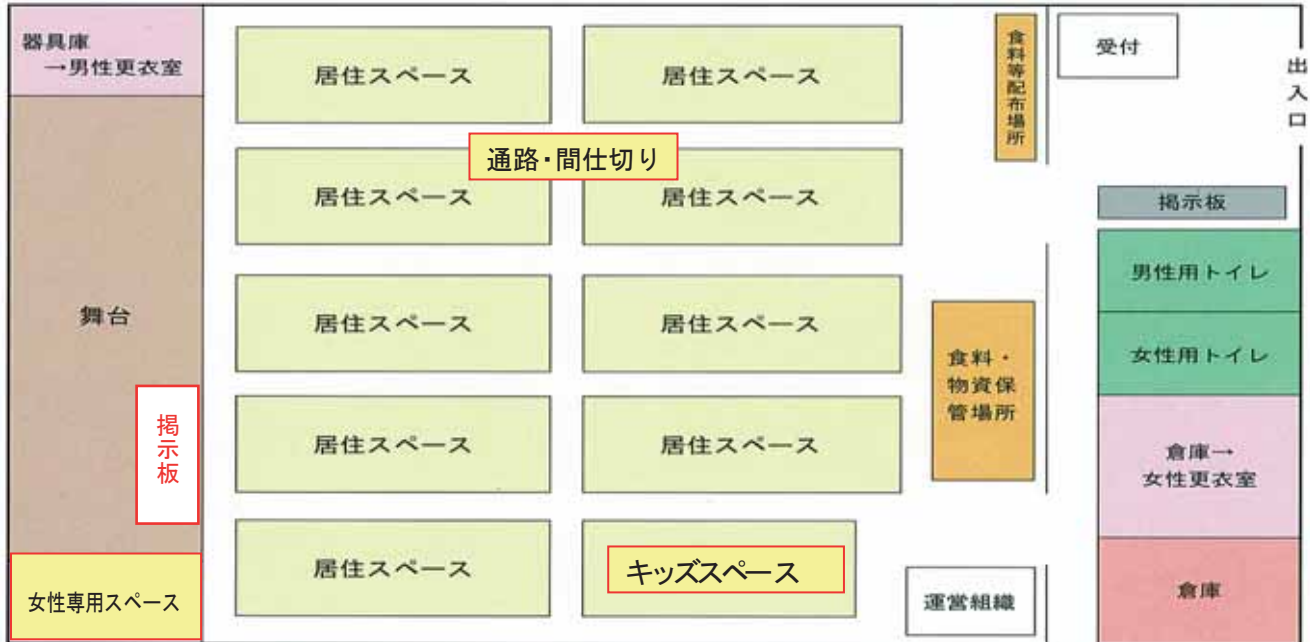 器具庫
→男性更衣室
居住スペース
居住スペース
食料等配布場所
受付
出入口
通路・間仕切り
居住スペース
居住スペース
掲示板
男性用トイレ
舞台
居住スペース
居住スペース
食料・
物資保
管場所
女性用トイレ
掲示板
居住スペース
居住スペース
倉庫→
女性更衣室
居住スペース
キッズスペース
女性専用スペース
運営組織
倉庫